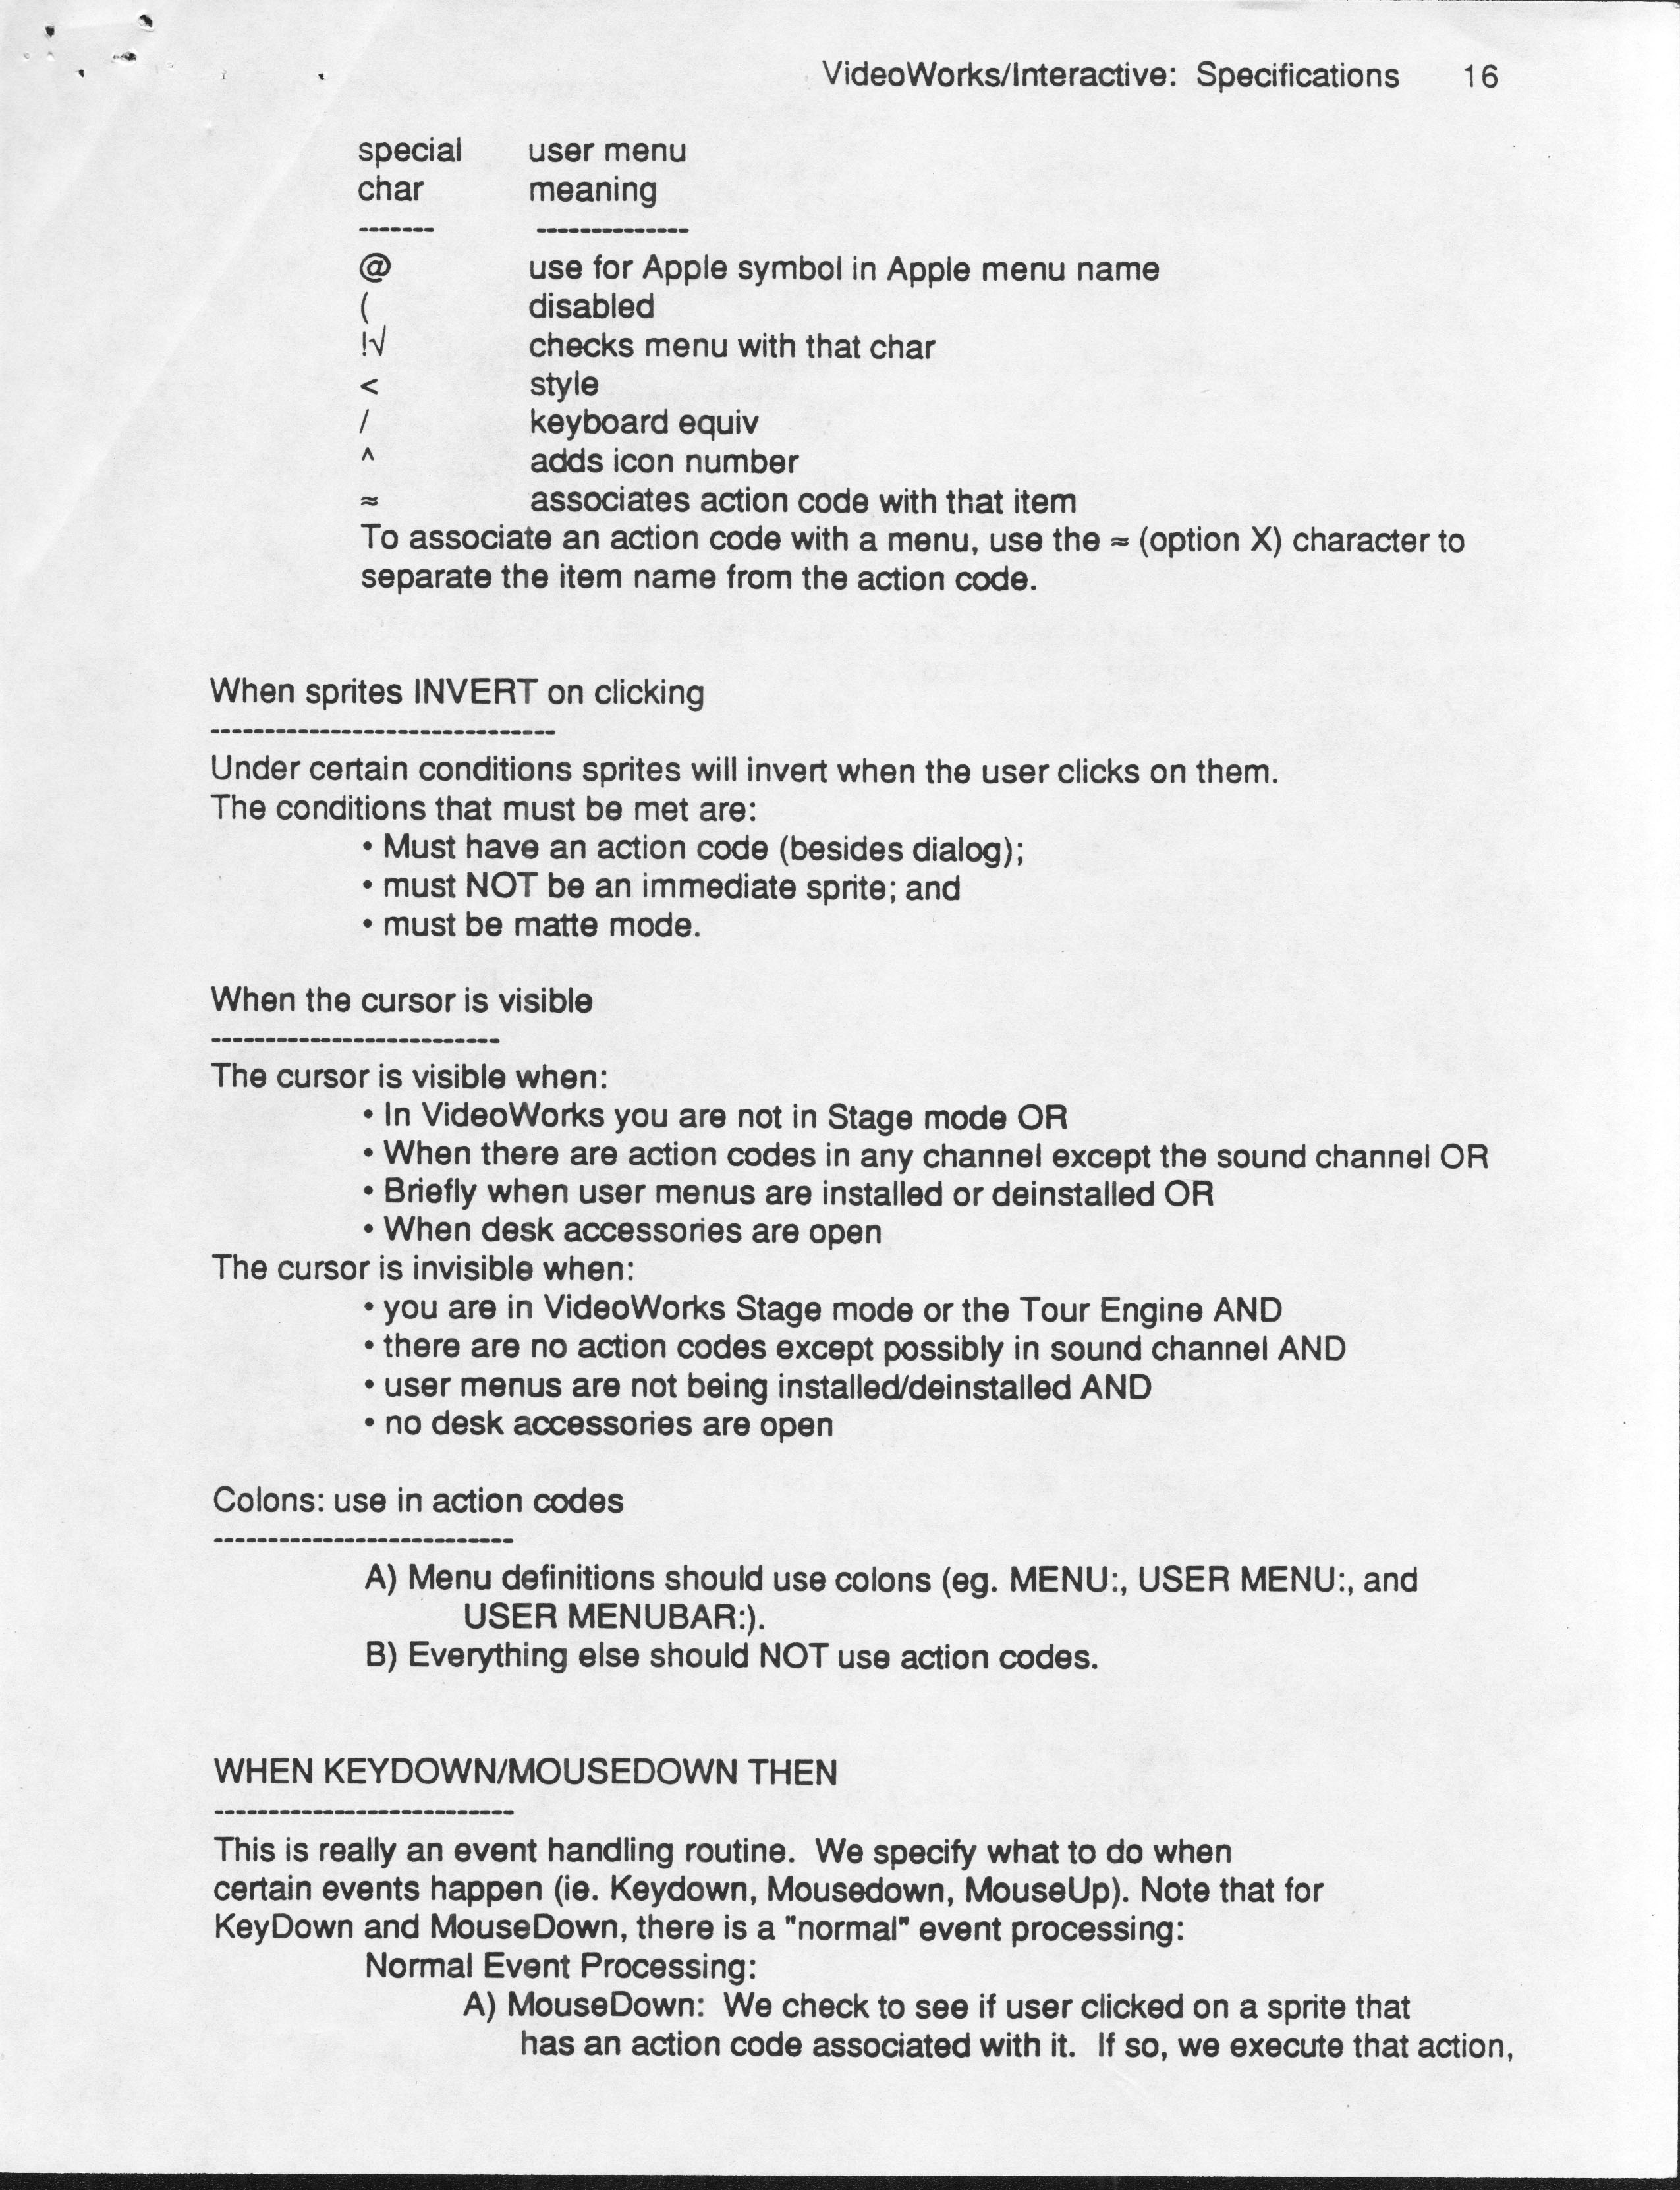 VideoWorks/Interactive: Specifications 16
special user menu
char meaning
------- --------------
@ use for Apple symbol in Apple menu name
( disabled
!√ checks menu with that char
< style
/ keyboard equiv
^ adds icon number
≈ associates action code with that item
To associate an action code with a menu, use the ≈ (option X) character to
separate the item name from the action code.
When sprites INVERT on clicking
-------------------------------
Under certain conditions sprites will invert when the user clicks on them.
The conditions that must be met are:
• Must have an action code (besides dialog);
• must NOT be an immediate sprite; and
• must be matte mode.
When the cursor is visible
--------------------------
The cursor is visible when:
• In VideoWorks you are not in Stage mode OR
• When there are action codes in any channel except the sound channel OR
• Briefly when user menus are installed or deinstalled OR
• When desk accessories are open
The cursor is invisible when:
• you are in VideoWorks Stage mode or the Tour Engine AND
• there are no action codes except possibly in sound channel AND
• user menus are not being installed/deinstalled AND
• no desk accessories are open
Colons: use in action codes
---------------------------
A) Menu definitions should use colons (eg. MENU:, USER MENU:, and
USER MENUBAR:).
B) Everything else should NOT use action codes.
WHEN KEYDOWN/MOUSEDOWN THEN
---------------------------
This is really an event handling routine. We specify what to do when
certain events happen (ie. Keydown, Mousedown, MouseUp). Note that for
KeyDown and MouseDown, there is a "normal" event processing:
Normal Event Processing:
A) MouseDown: We check to see if user clicked on a sprite that
has an action code associated with it. If so, we execute that action,